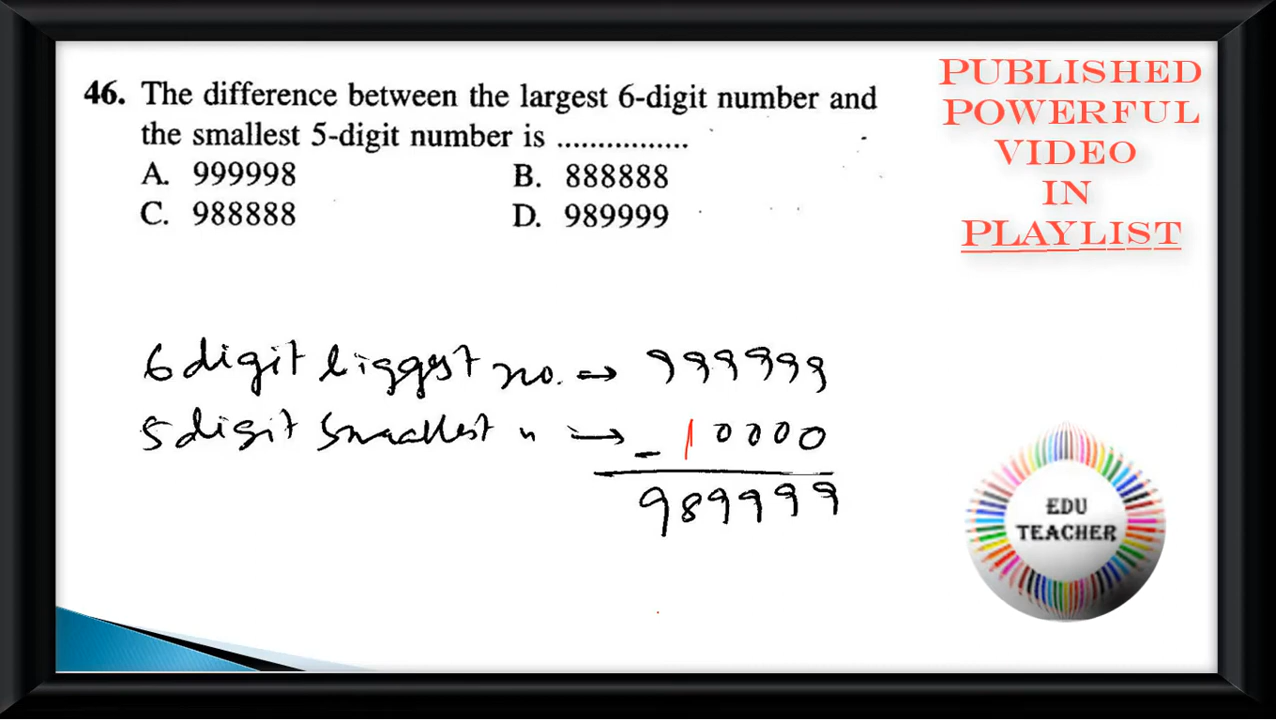 46. The difference between the largest 6-digit number and
the smallest 5-digit number is ................
A. 999998 B. 888888
C. 988888 D. 989999
PUBLISHED
POWERFUL
VIDEO
IN
PLAYLIST
6 digit biggest no. → 999999
5 digit smallest n → - 10000
989999
EDU
TEACHER